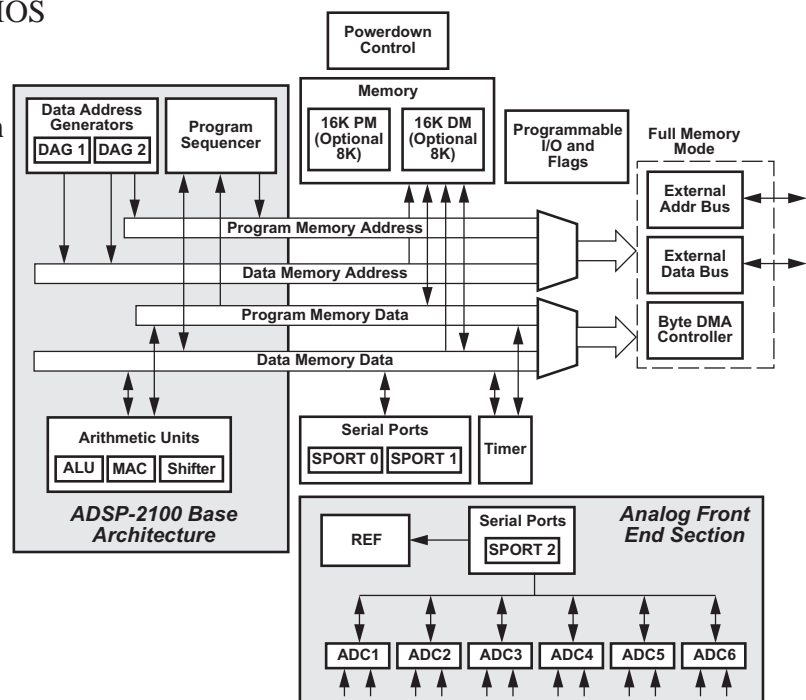 IOS
n
Powerdown
Control
Memory
16K PM
(Optional
8K)
16K DM
(Optional
8K)
Data Address
Generators
DAG 1
DAG 2
Program
Sequencer
Programmable
I/O and
Flags
Full Memory
Mode
External
Addr Bus
External
Data Bus
Byte DMA
Controller
Program Memory Address
Data Memory Address
Program Memory Data
Data Memory Data
Arithmetic Units
ALU
MAC
Shifter
Serial Ports
SPORT 0
SPORT 1
Timer
ADSP-2100 Base
Architecture
REF
Serial Ports
SPORT 2
Analog Front
End Section
ADC1
ADC2
ADC3
ADC4
ADC5
ADC6